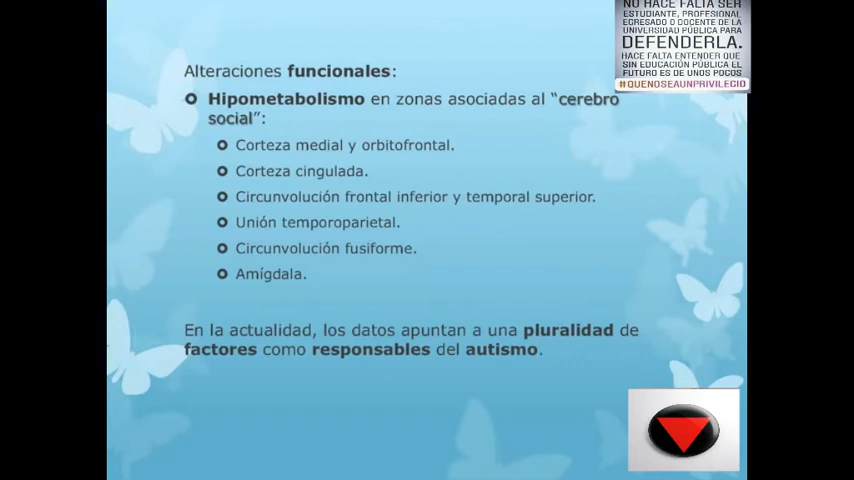 NO HACE FALTA SER
ESTUDIANTE, PROFESIONAL
EGRESADO O DOCENTE DE LA
UNIVERSIDAD PÚBLICA PARA
DEFENDERLA.
HACE FALTA ENTENDER QUE
SIN EDUCACIÓN PÚBLICA EL
FUTURO ES DE UNOS POCOS
#QUENOSEAUNPRIVILEGIO
Alteraciones funcionales:
Hipometabolismo en zonas asociadas al “cerebro
social”:
Corteza medial y orbitofrontal.
Corteza cingulada.
Circunvolución frontal inferior y temporal superior.
Unión temporoparietal.
Circunvolución fusiforme.
Amígdala.
En la actualidad, los datos apuntan a una pluralidad de
factores como responsables del autismo.